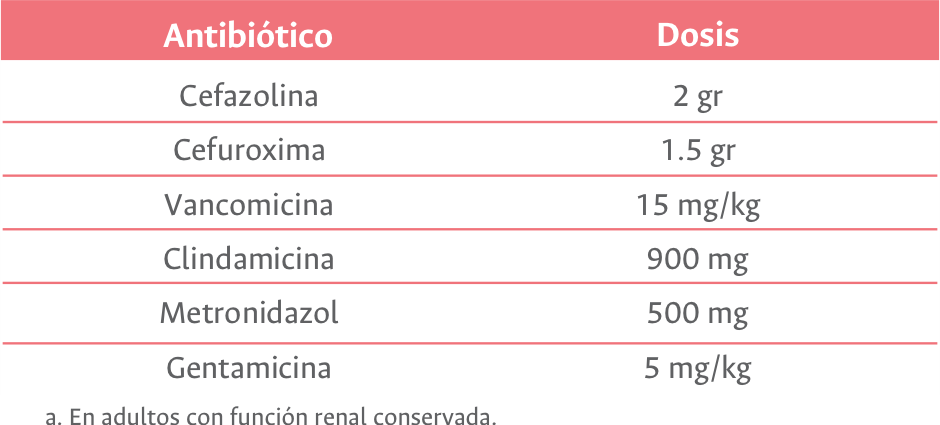 Antibiótico Dosis
Cefazolina 2 gr
Cefuroxima 1.5 gr
Vancomicina 15 mg/kg
Clindamicina 900 mg
Metronidazol 500 mg
Gentamicina 5 mg/kg
a. En adultos con función renal conservada.